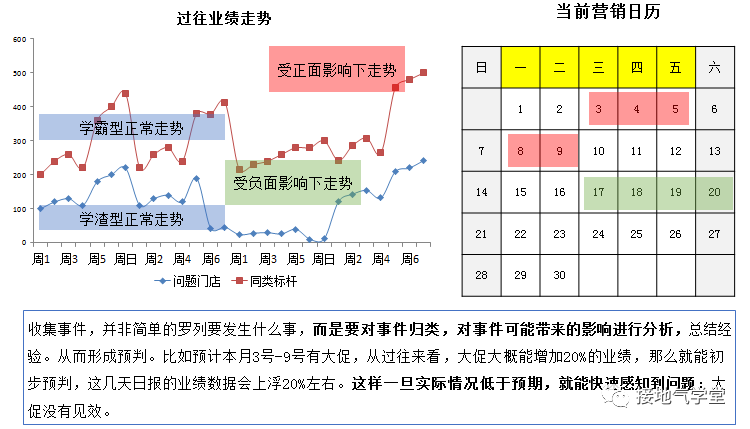 过往业绩走势
当前营销日历
600
500
400
300
200
100
0
受正面影响下走势
学霸型正常走势
受负面影响下走势
学渣型正常走势
周1 周3 周5 周日 周2 周4 周6 周1 周3 周5 周日 周2 周4 周6
问题门店 同类标杆
日 一 二 三 四 五 六
1 2 3 4 5 6
7 8 9 10 11 12 13
14 15 16 17 18 19 20
21 22 23 24 25 26 27
28 29 30
收集事件，并非简单的罗列要发生什么事，而是要对事件归类，对事件可能带来的影响进行分析，总结经
验。从而形成预判。比如预计本月3号-9号有大促，从过往来看，大促大概能增加20%的业绩，那么就能初
步预判，这几天日报的业绩数据会上浮20%左右。这样一旦实际情况低于预期，就能快速感知到问题：大
促没有见效。
接地气学堂